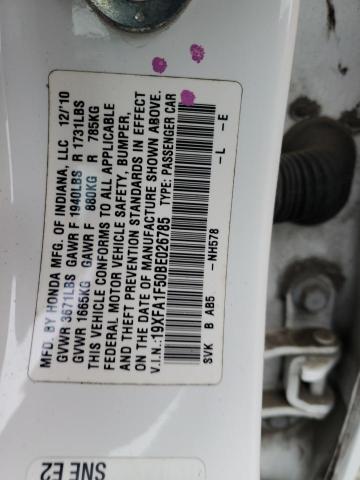 MFD. BY HONDA MFG. OF INDIANA, LLC 12/10
GVWR 3671LBS GAWR F 1940LBS R 1731LBS
GVWR 1665KG GAWR F 880KG R 785KG
THIS VEHICLE CONFORMS TO ALL APPLICABLE
FEDERAL MOTOR VEHICLE SAFETY, BUMPER,
AND THEFT PREVENTION STANDARDS IN EFFECT
ON THE DATE OF MANUFACTURE SHOWN ABOVE.
V.I.N.: 19XFA1F50BE026785 TYPE: PASSENGER CAR
SVK B AB5 -NH578 -L -E
SNE E2